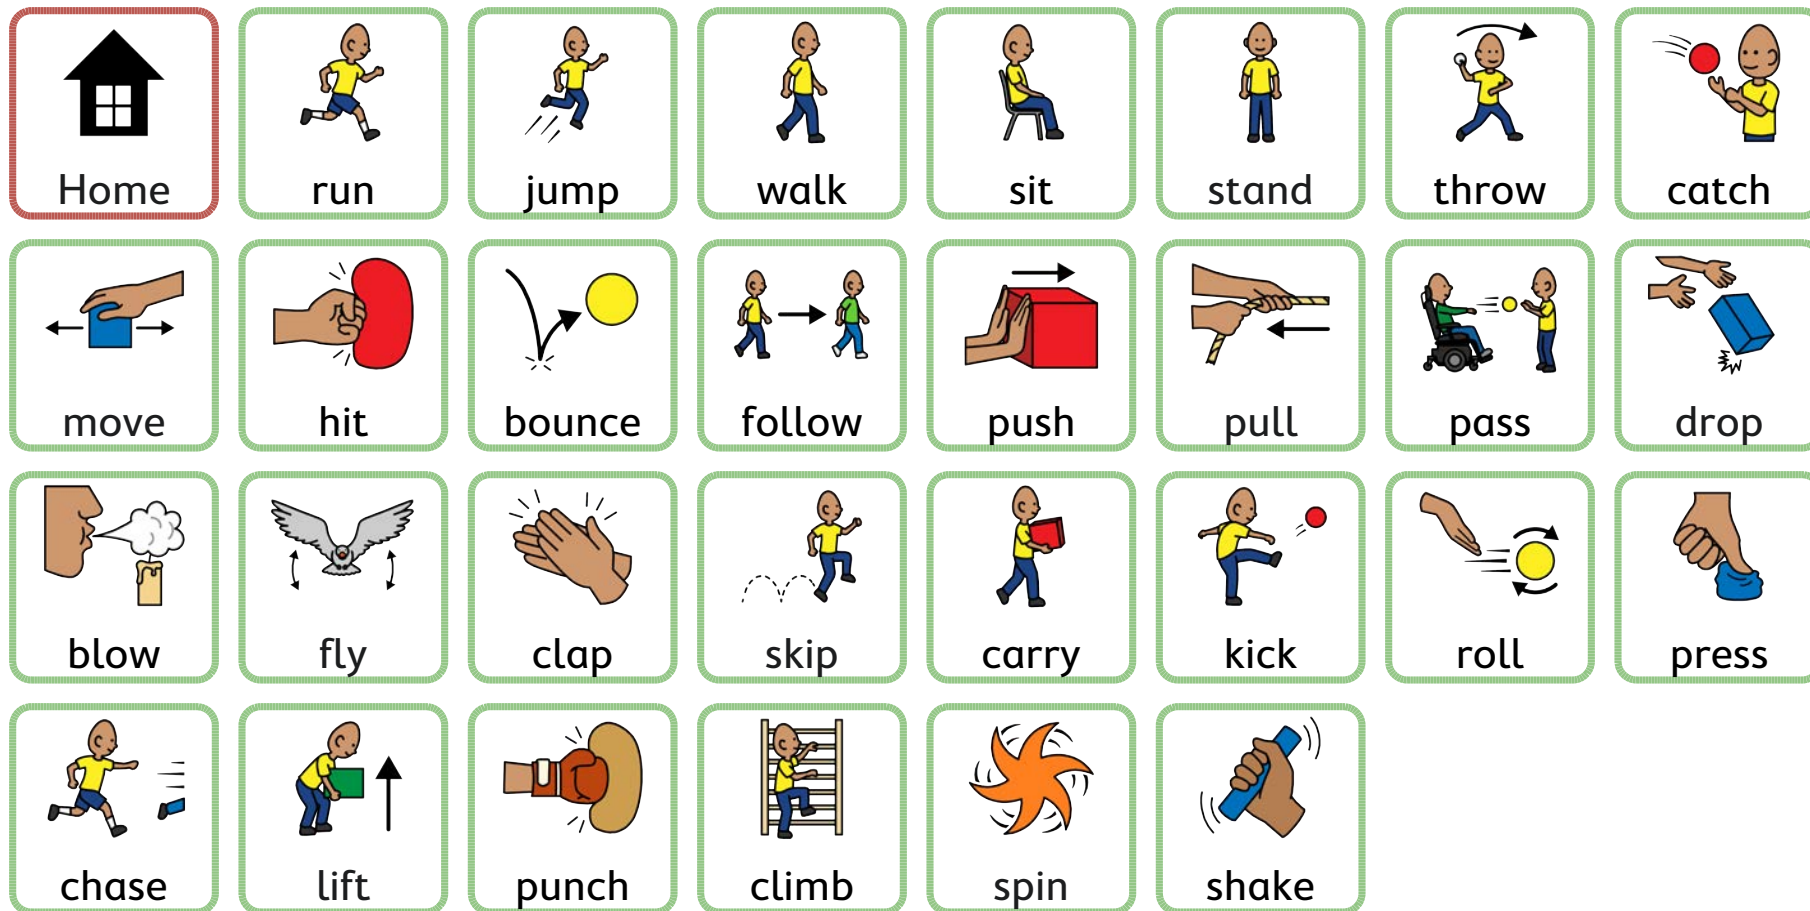 Home run jump walk sit stand throw catch
move hit bounce follow push pull pass drop
blow fly clap skip carry kick roll press
chase lift punch climb spin shake